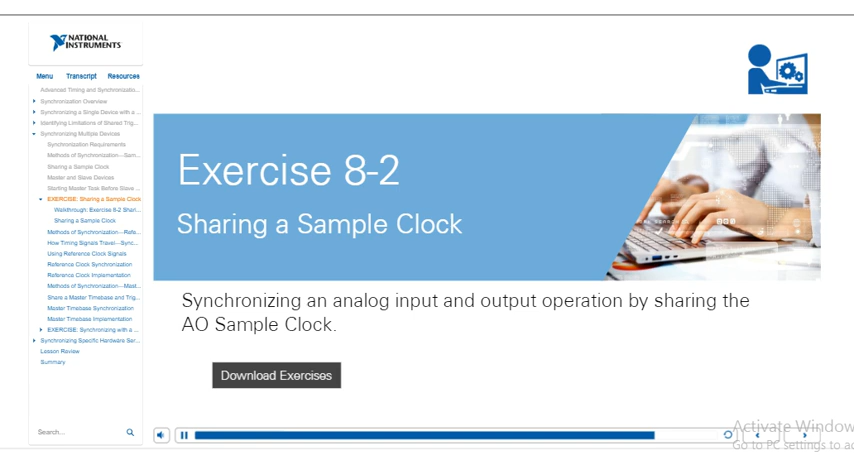 NATIONAL
INSTRUMENTS
Menu Transcript Resources
Advanced Timing and Synchronizatio...
Synchronization Overview
Synchronizing a Single Device with a ...
Identifying Limitations of Shared Trig...
Synchronizing Multiple Devices
Synchronization Requirements
Methods of Synchronization—Sam...
Sharing a Sample Clock
Master and Slave Devices
Starting Master Task Before Slave ...
EXERCISE: Sharing a Sample Clock
Walkthrough: Exercise 8-2 Shari...
Sharing a Sample Clock
Methods of Synchronization—Refe...
How Timing Signals Travel—Sync...
Using Reference Clock Signals
Reference Clock Synchronization
Reference Clock Implementation
Methods of Synchronization—Mast...
Share a Master Timebase and Trig...
Master Timebase Synchronization
Master Timebase Implementation
EXERCISE: Synchronizing with a ...
Synchronizing Specific Hardware Ser...
Lesson Review
Summary
Search...
Exercise 8-2
Sharing a Sample Clock
Synchronizing an analog input and output operation by sharing the
AO Sample Clock.
Download Exercises
Activate Window
Go to PC settings to ac